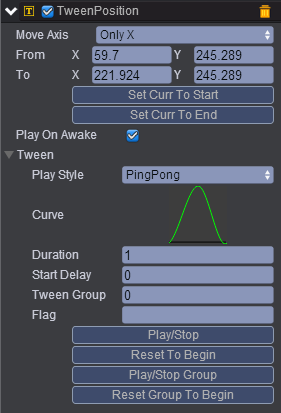 T TweenPosition
Move Axis Only X
From X 59.7 Y 245.289
To X 221.924 Y 245.289
Set Curr To Start
Set Curr To End
Play On Awake
Tween
Play Style PingPong
Curve
Duration 1
Start Delay 0
Tween Group 0
Flag
Play/Stop
Reset To Begin
Play/Stop Group
Reset Group To Begin